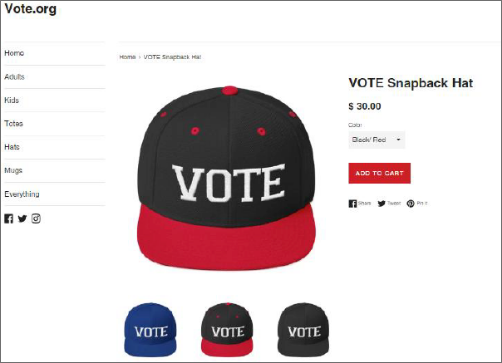 Vote.org
Home
Adults
Kids
Totes
Hats
Mugs
Everything
Home › VOTE Snapback Hat
VOTE
VOTE Snapback Hat
$ 30.00
Color
Black/ Red
ADD TO CART
Share Tweet Pin it
VOTE VOTE VOTE